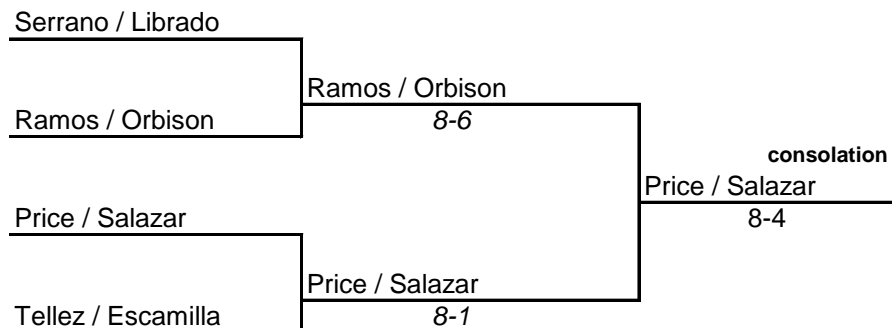 Serrano / Librado
Ramos / Orbison
Ramos / Orbison
8-6
consolation
Price / Salazar
8-4
Price / Salazar
Price / Salazar
8-1
Tellez / Escamilla